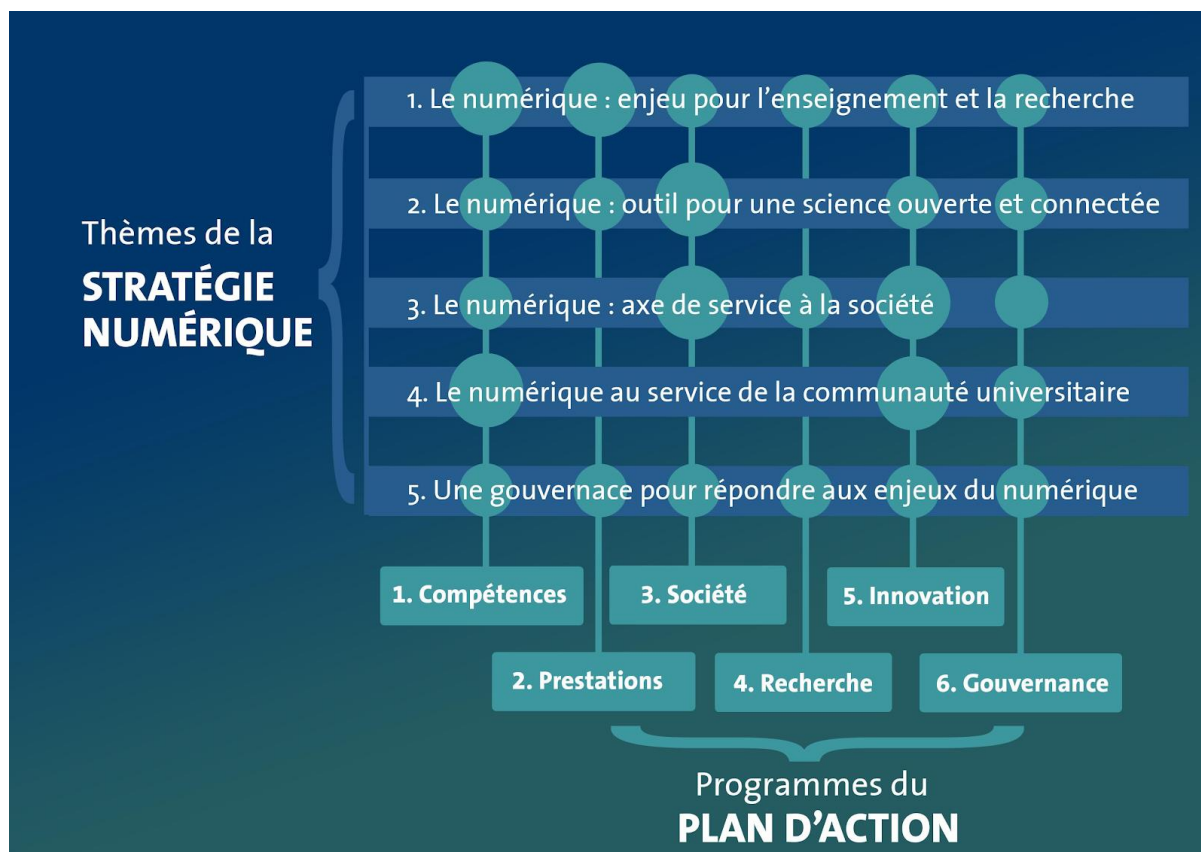 1. Le numérique : enjeu pour l'enseignement et la recherche
2. Le numérique : outil pour une science ouverte et connectée
Thèmes de la
STRATÉGIE
NUMÉRIQUE
3. Le numérique : axe de service à la société
4. Le numérique au service de la communauté universitaire
5. Une gouvernace pour répondre aux enjeux du numérique
1. Compétences
3. Société
5. Innovation
2. Prestations
4. Recherche
6. Gouvernance
Programmes du
PLAN D'ACTION